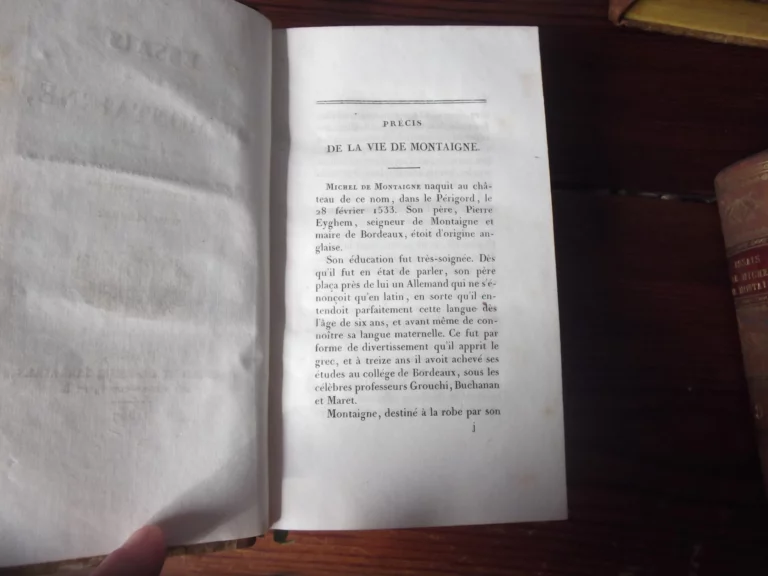 PRÉCIS
DE LA VIE DE MONTAIGNE.
MICHEL DE MONTAIGNE naquit au châ-
teau de ce nom, dans le Périgord, le
28 février 1533. Son père, Pierre
Eyghem, seigneur de Montaigne et
maire de Bordeaux, étoit d'origine an-
glaise.
Son éducation fut très-soignée. Dès
qu'il fut en état de parler, son père
plaça près de lui un Allemand qui ne s'é-
nonçoit qu'en latin, en sorte qu'il en-
tendoit parfaitement cette langue dès
l'âge de six ans, et avant même de con-
noître sa langue maternelle. Ce fut par
forme de divertissement qu'il apprit le
grec, et à treize ans il avoit achevé ses
études au collége de Bordeaux, sous les
célèbres professeurs Grouchi, Buchanan
et Maret.
Montaigne, destiné à la robe par son
j
ESSAIS
DE MICHEL
DE MONTAI